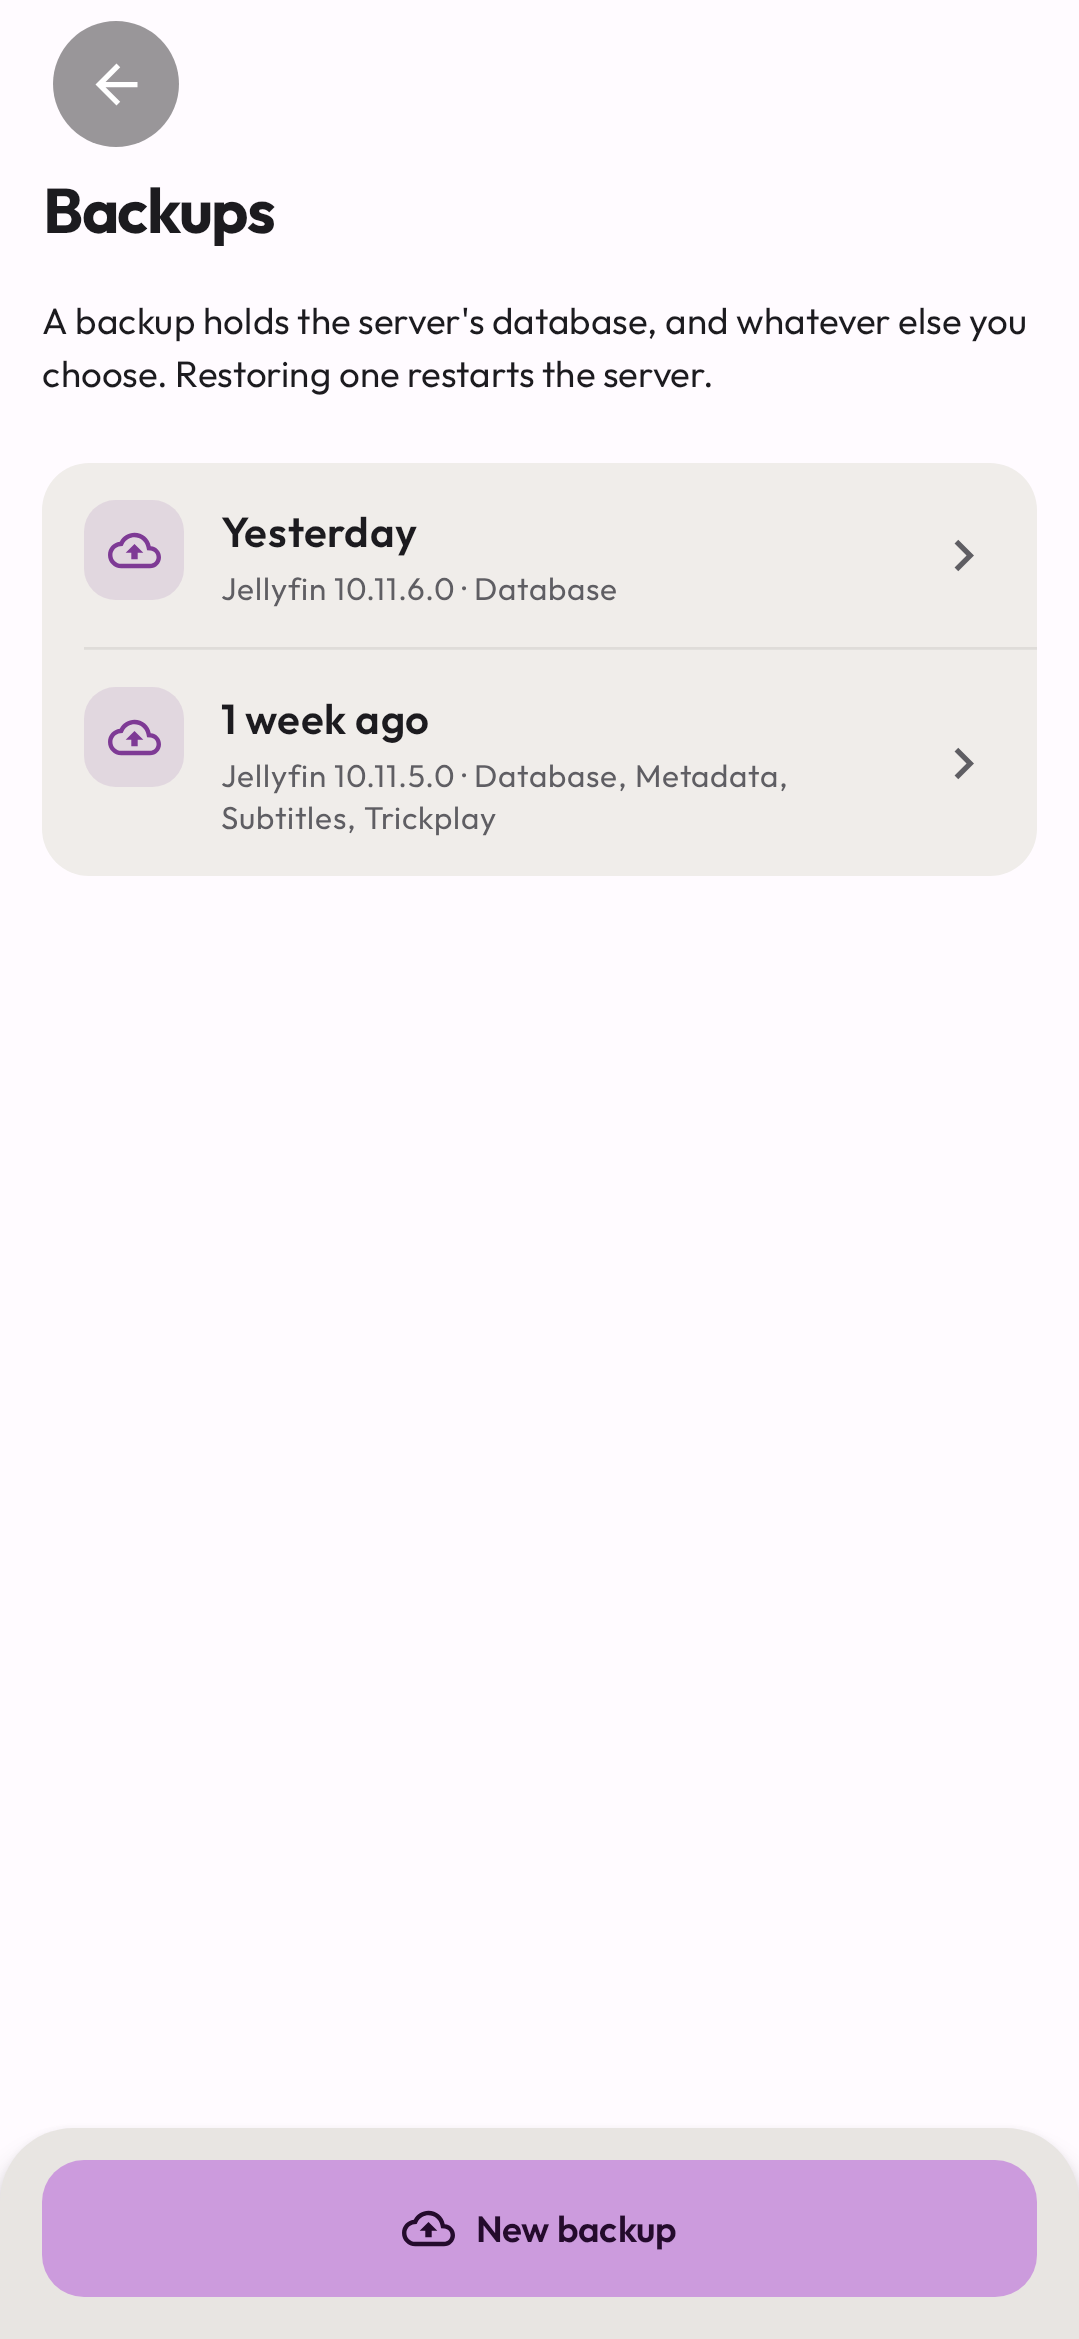 Backups
A backup holds the server's database, and whatever else you
choose. Restoring one restarts the server.
Yesterday
Jellyfin 10.11.6.0 · Database
1 week ago
Jellyfin 10.11.5.0 · Database, Metadata,
Subtitles, Trickplay
New backup